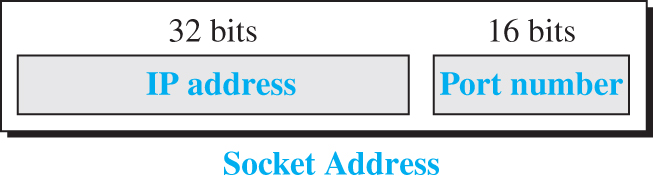 32 bits 16 bits
IP address Port number
Socket Address